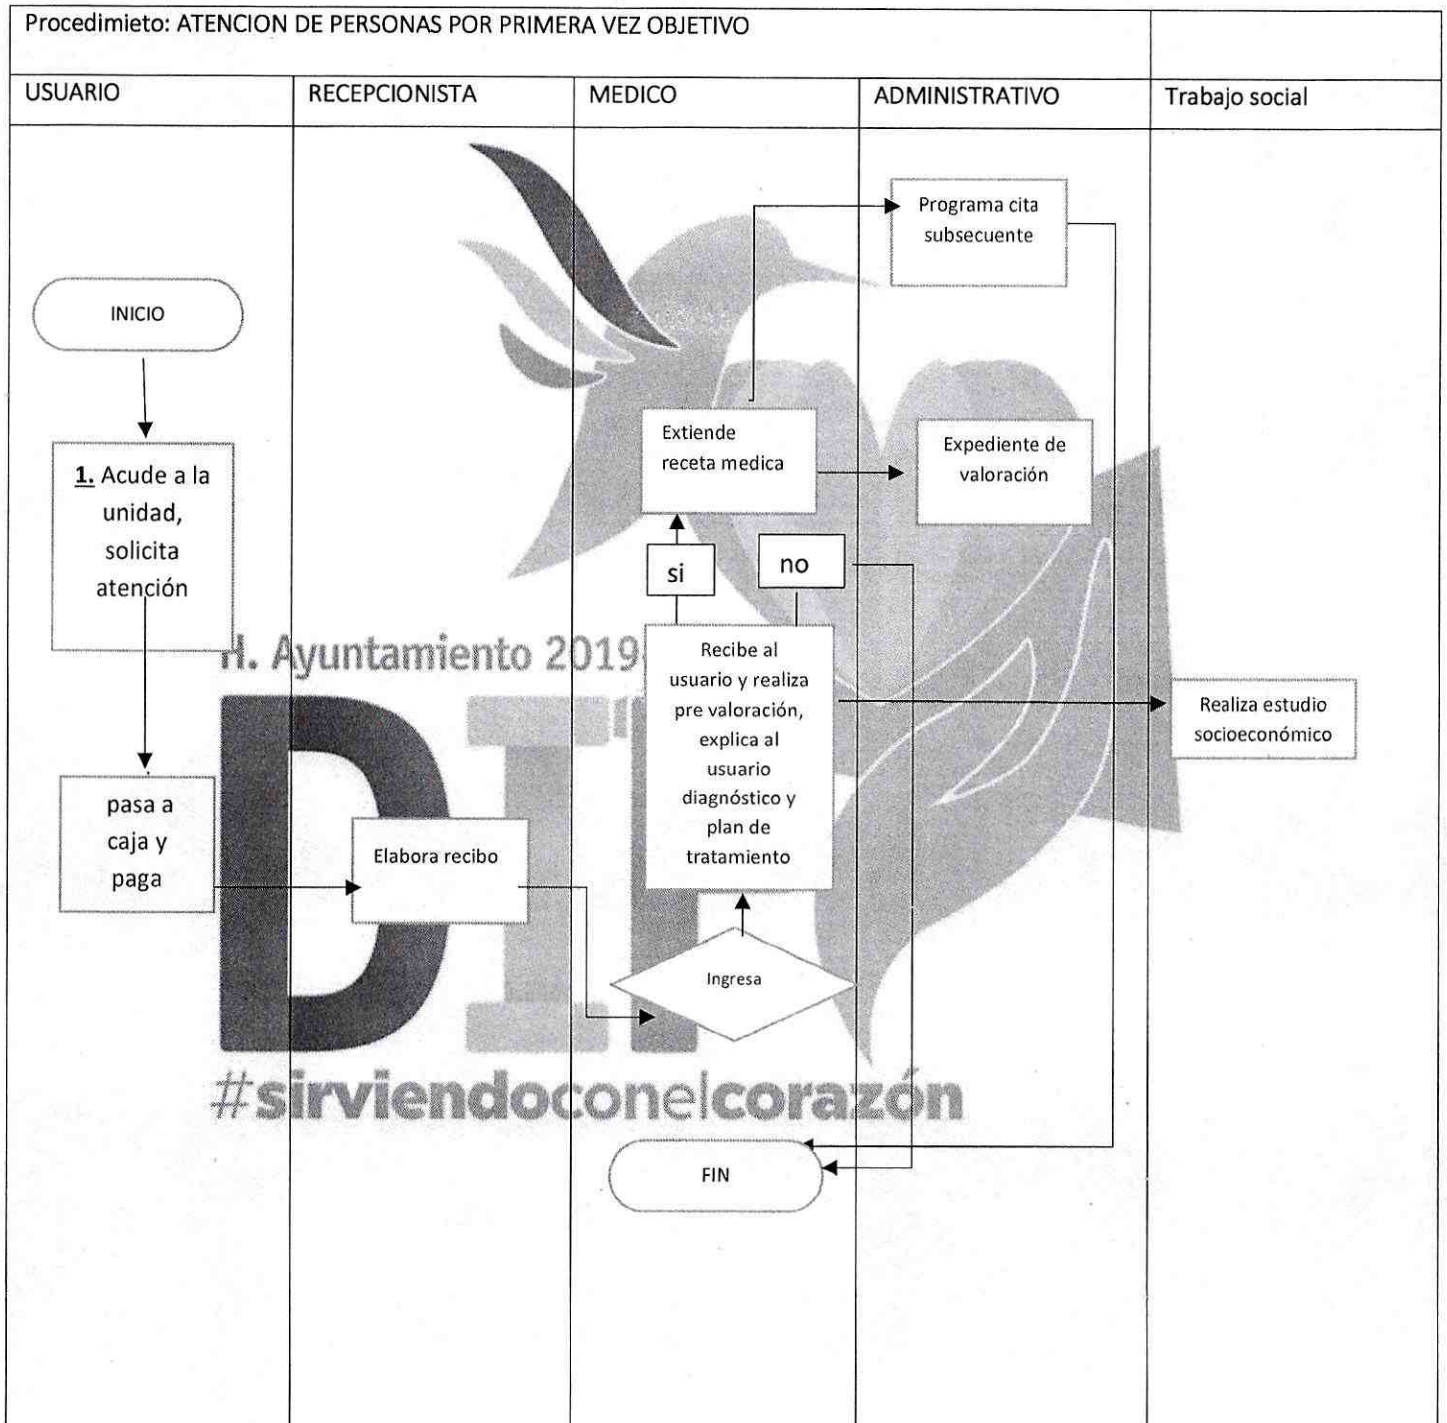 Procedimieto: ATENCION DE PERSONAS POR PRIMERA VEZ OBJETIVO
USUARIO
RECEPCIONISTA
MEDICO
ADMINISTRATIVO
Trabajo social
Programa cita
subsecuente
INICIO
Extiende
receta medica
Expediente de
valoración
1. Acude a la
unidad,
solicita
atención
si
no
H. Ayuntamiento 2019
Recibe al
usuario y realiza
pre valoración,
explica al
usuario
diagnóstico y
plan de
tratamiento
Realiza estudio
socioeconómico
pasa a
caja y
paga
Elabora recibo
DIF
Ingresa
#sirviendoconelcorazón
FIN